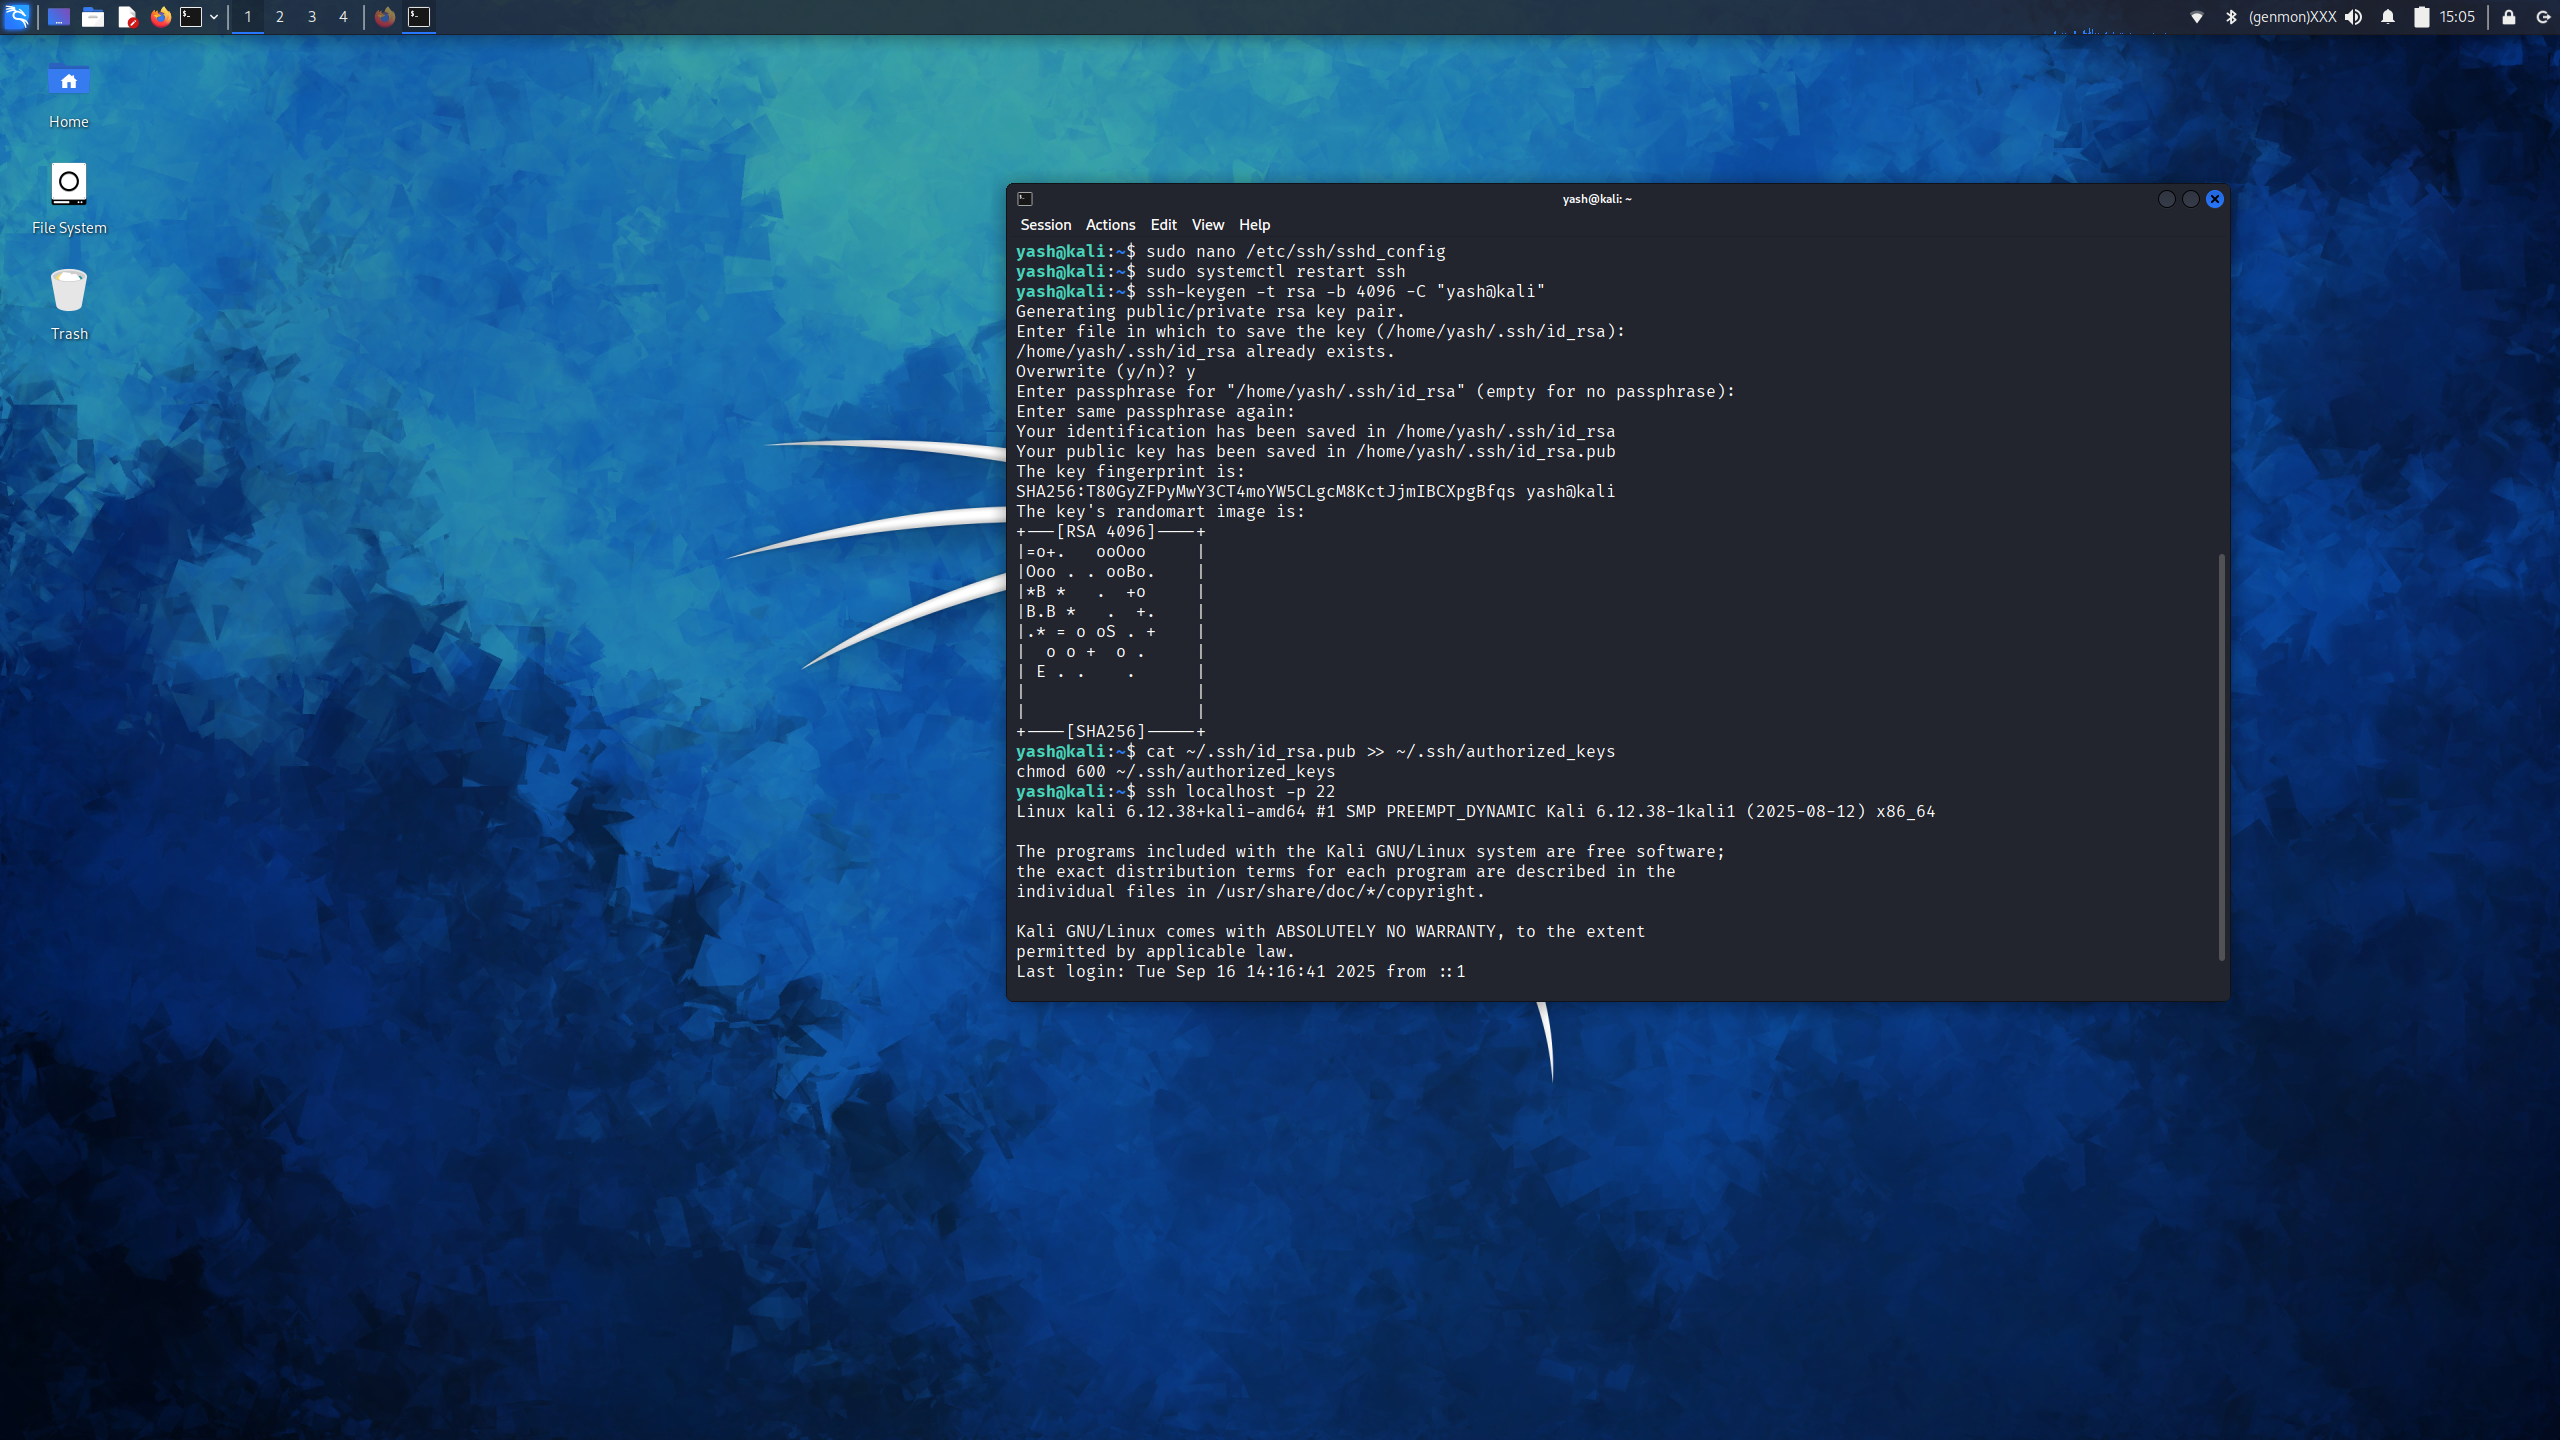 1 2 3 4 (genmon)XXX 15:05
Home
File System
Trash
yash@kali: ~
Session Actions Edit View Help
yash@kali:~$ sudo nano /etc/ssh/sshd_config
yash@kali:~$ sudo systemctl restart ssh
yash@kali:~$ ssh-keygen -t rsa -b 4096 -C "yash@kali"
Generating public/private rsa key pair.
Enter file in which to save the key (/home/yash/.ssh/id_rsa):
/home/yash/.ssh/id_rsa already exists.
Overwrite (y/n)? y
Enter passphrase for "/home/yash/.ssh/id_rsa" (empty for no passphrase):
Enter same passphrase again:
Your identification has been saved in /home/yash/.ssh/id_rsa
Your public key has been saved in /home/yash/.ssh/id_rsa.pub
The key fingerprint is:
SHA256:T80GyZFPyMwY3CT4moYW5CLgcM8KctJjmIBCXpgBfqs yash@kali
The key's randomart image is:
+---[RSA 4096]----+
|=o+.   ooOoo     |
|Ooo . . ooBo.    |
|*B *   .  +o     |
|B.B *   .  +.    |
|.* = o oS . +    |
|  o o +  o .     |
| E . .    .      |
|                 |
|                 |
+----[SHA256]-----+
yash@kali:~$ cat ~/.ssh/id_rsa.pub >> ~/.ssh/authorized_keys
chmod 600 ~/.ssh/authorized_keys
yash@kali:~$ ssh localhost -p 22
Linux kali 6.12.38+kali-amd64 #1 SMP PREEMPT_DYNAMIC Kali 6.12.38-1kali1 (2025-08-12) x86_64

The programs included with the Kali GNU/Linux system are free software;
the exact distribution terms for each program are described in the
individual files in /usr/share/doc/*/copyright.

Kali GNU/Linux comes with ABSOLUTELY NO WARRANTY, to the extent
permitted by applicable law.
Last login: Tue Sep 16 14:16:41 2025 from ::1